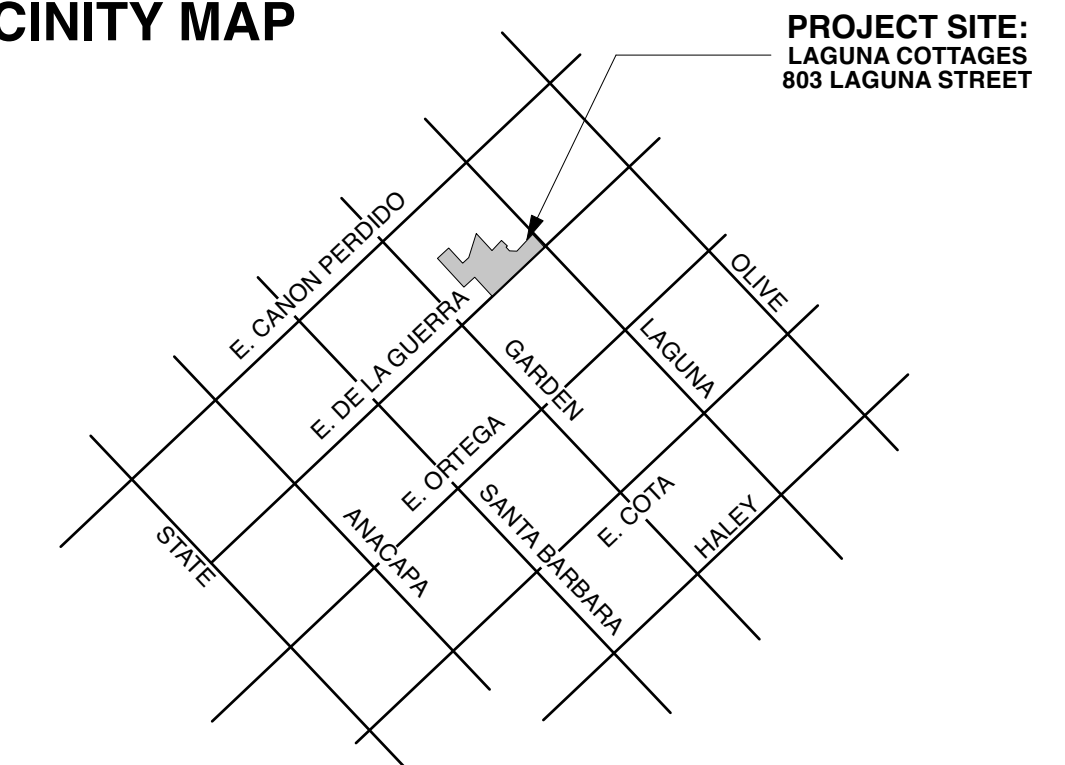 CINITY MAP
PROJECT SITE:
LAGUNA COTTAGES
803 LAGUNA STREET
E. CANON PERDIDO
E. DE LA GUERRA
E. ORTEGA
E. COTA
HALEY
STATE
ANACAPA
SANTA BARBARA
GARDEN
LAGUNA
OLIVE